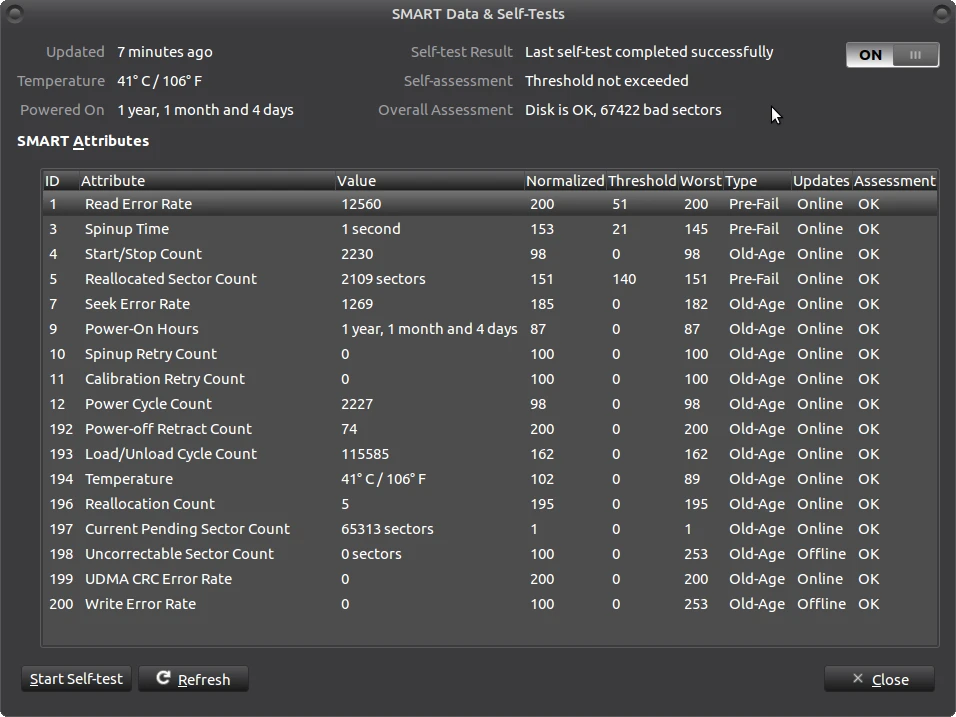 SMART Data & Self-Tests
Updated 7 minutes ago Self-test Result Last self-test completed successfully ON
Temperature 41° C / 106° F Self-assessment Threshold not exceeded
Powered On 1 year, 1 month and 4 days Overall Assessment Disk is OK, 67422 bad sectors
SMART Attributes
ID Attribute Value Normalized Threshold Worst Type Updates Assessment
1 Read Error Rate 12560 200 51 200 Pre-Fail Online OK
3 Spinup Time 1 second 153 21 145 Pre-Fail Online OK
4 Start/Stop Count 2230 98 0 98 Old-Age Online OK
5 Reallocated Sector Count 2109 sectors 151 140 151 Pre-Fail Online OK
7 Seek Error Rate 1269 185 0 182 Old-Age Online OK
9 Power-On Hours 1 year, 1 month and 4 days 87 0 87 Old-Age Online OK
10 Spinup Retry Count 0 100 0 100 Old-Age Online OK
11 Calibration Retry Count 0 100 0 100 Old-Age Online OK
12 Power Cycle Count 2227 98 0 98 Old-Age Online OK
192 Power-off Retract Count 74 200 0 200 Old-Age Online OK
193 Load/Unload Cycle Count 115585 162 0 162 Old-Age Online OK
194 Temperature 41° C / 106° F 102 0 89 Old-Age Online OK
196 Reallocation Count 5 195 0 195 Old-Age Online OK
197 Current Pending Sector Count 65313 sectors 1 0 1 Old-Age Online OK
198 Uncorrectable Sector Count 0 sectors 100 0 253 Old-Age Offline OK
199 UDMA CRC Error Rate 0 200 0 200 Old-Age Online OK
200 Write Error Rate 0 100 0 253 Old-Age Offline OK
Start Self-test Refresh Close